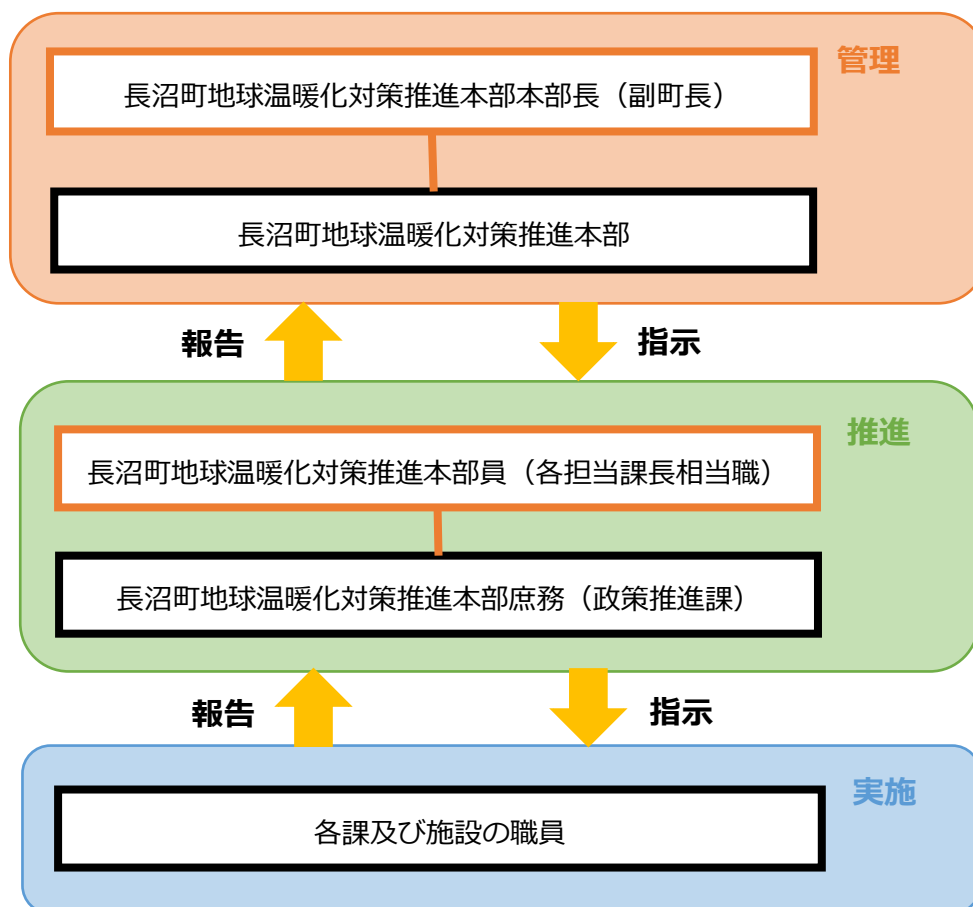 管理
長沼町地球温暖化対策推進本部本部長（副町長）
長沼町地球温暖化対策推進本部
報告
指示
推進
長沼町地球温暖化対策推進本部員（各担当課長相当職）
長沼町地球温暖化対策推進本部庶務（政策推進課）
報告
指示
実施
各課及び施設の職員